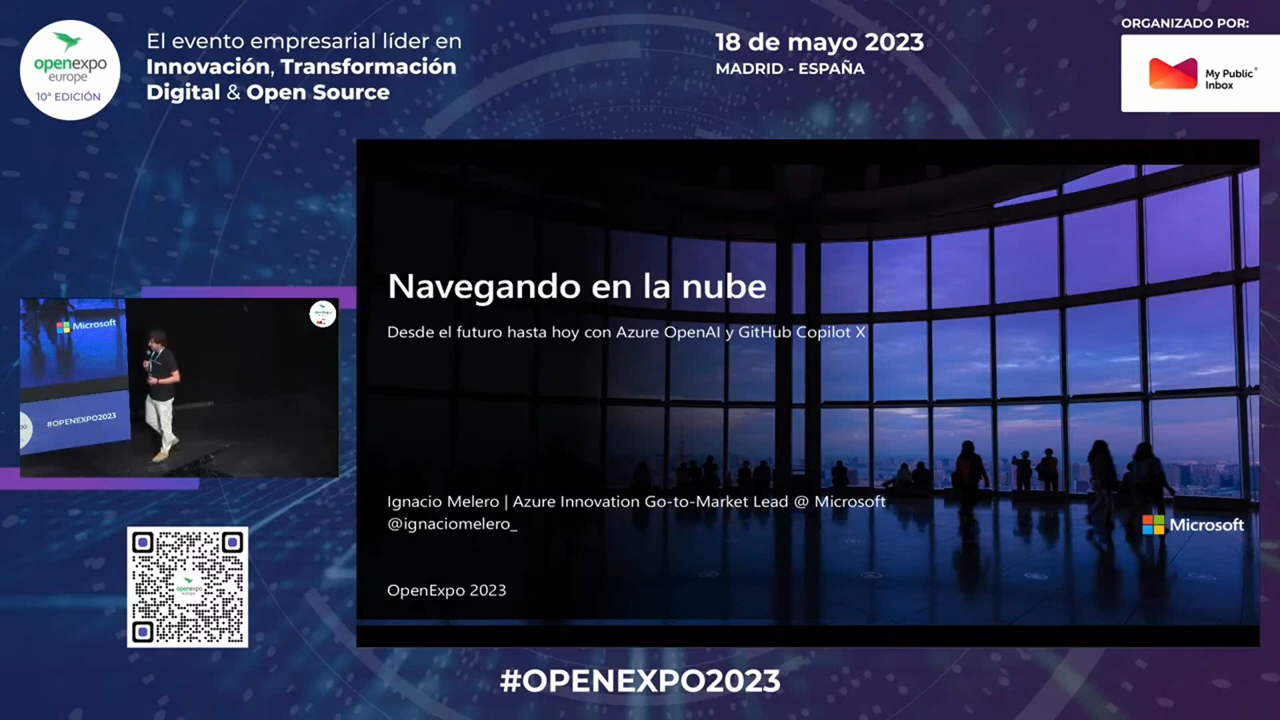 openexpo
europe
10ª EDICIÓN
El evento empresarial líder en
Innovación, Transformación
Digital & Open Source
18 de mayo 2023
MADRID - ESPAÑA
ORGANIZADO POR:
My Public
Inbox
Navegando en la nube
Desde el futuro hasta hoy con Azure OpenAI y GitHub Copilot X
Ignacio Melero | Azure Innovation Go-to-Market Lead @ Microsoft
@ignaciomelero_
Microsoft
OpenExpo 2023
Microsoft
#OPENEXPO2023
openexpo
europe
#OPENEXPO2023